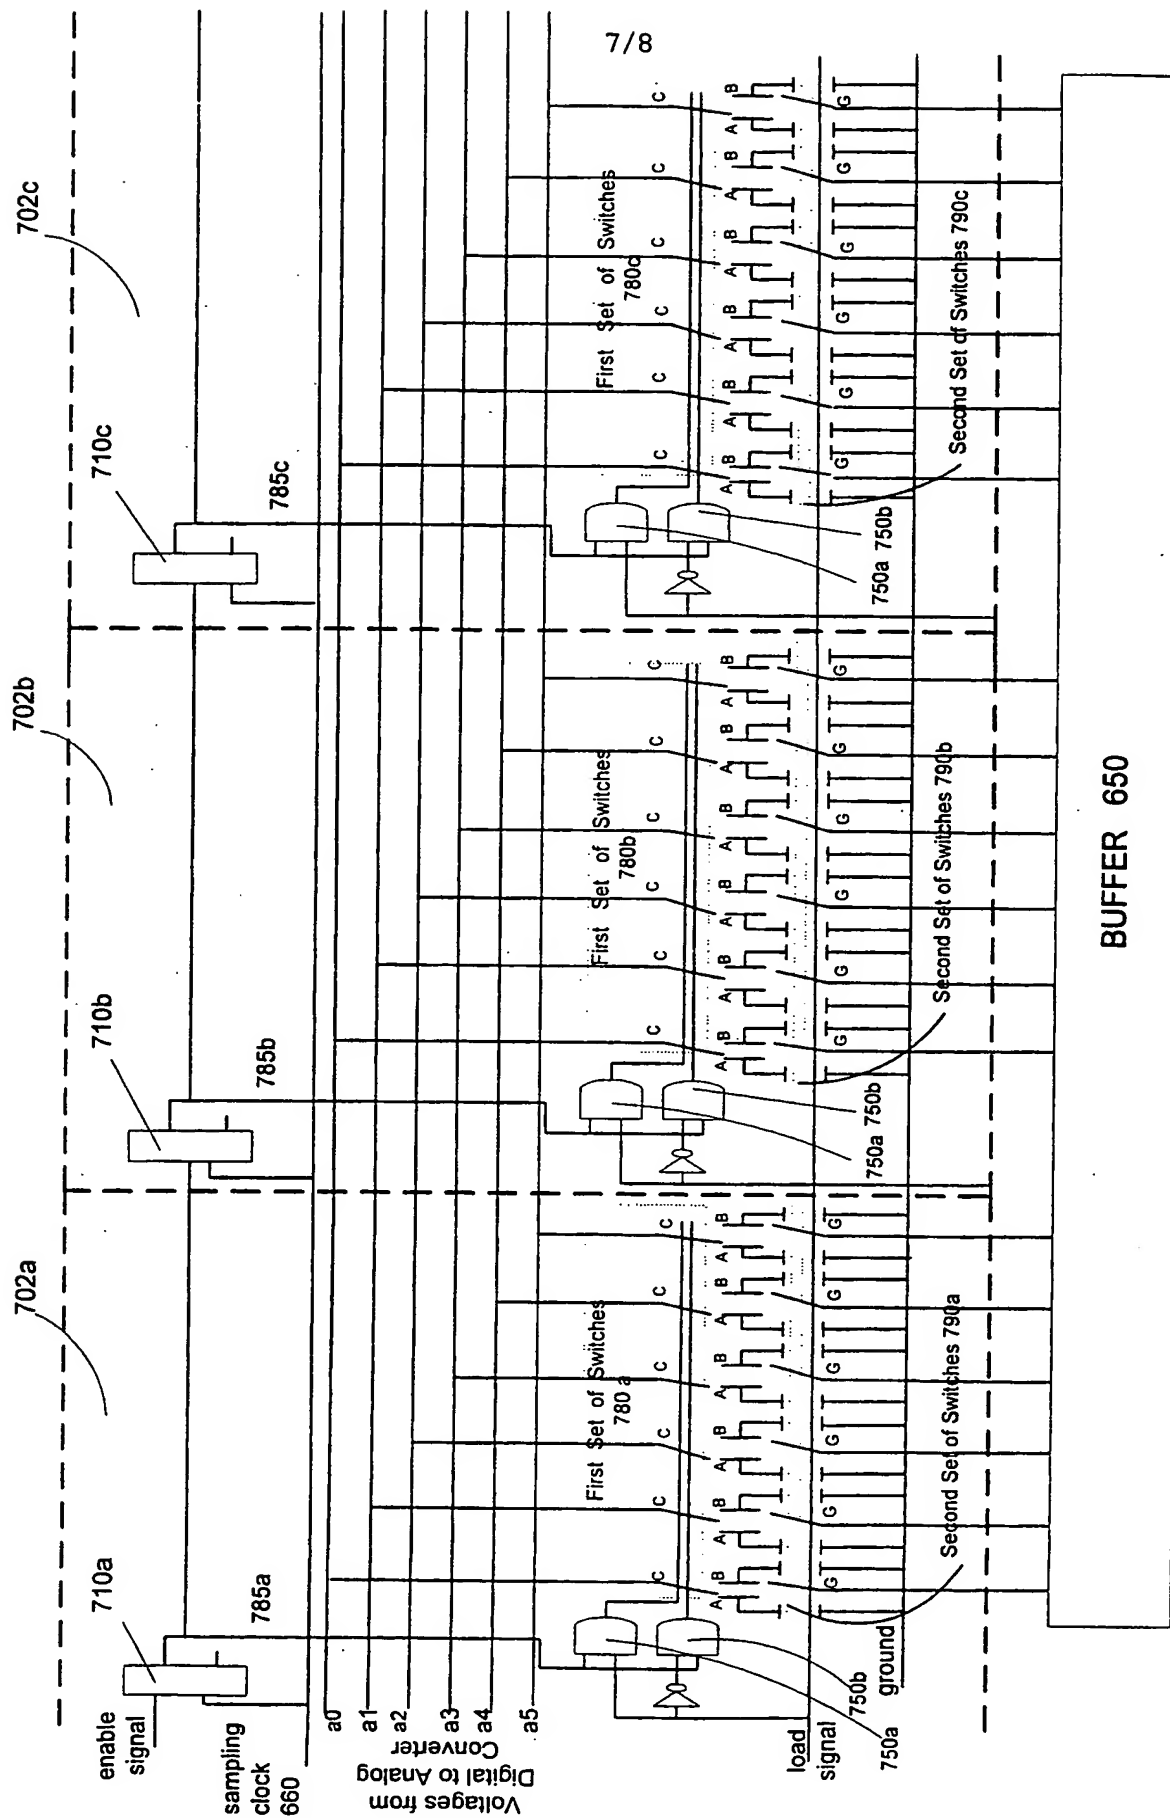 7/8
702a
702b
702c
710a
710b
710c
enable
signal
785a
785b
785c
sampling
clock
660
a0
a1
a2
a3
a4
a5
Voltages from
Digital to Analog
Converter
First Set of Switches
780 a
First Set of Switches
780b
First Set of Switches
780c
C C C C C C
C C C C C C
C C C C C C
A B A B A B A B A B A B
A B A B A B A B A B A B
A B A B A B A B A B A B
load
signal
G G G G G G
G G G G G G
G G G G G G
750b
750a
750a 750b
750a 750b
ground
Second Set of Switches 790a
Second Set of Switches 790b
Second Set of Switches 790c
BUFFER 650